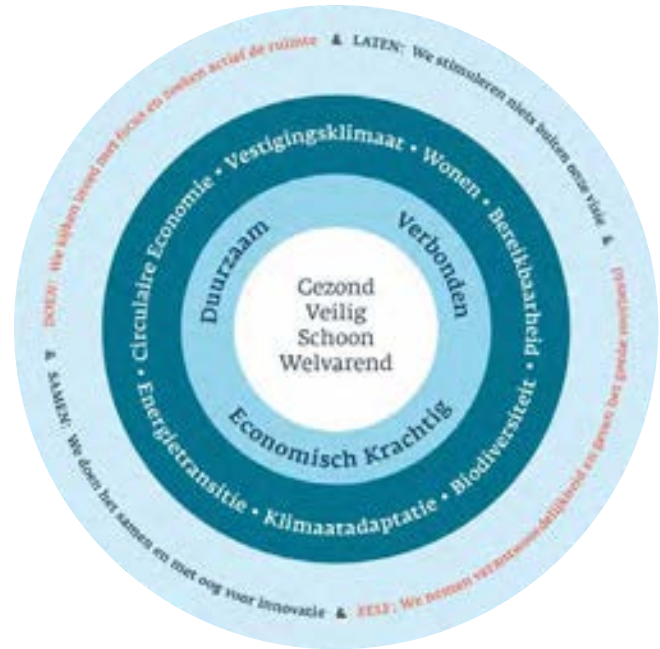 Gezond
Veilig
Schoon
Welvarend
Duurzaam
Verbonden
Economisch Krachtig
Circulaire Economie • Vestigingsklimaat • Wonen • Bereikbaarheid • Biodiversiteit • Klimaatadaptatie • Energietransitie •
DOEN: We kijken breed met focus en zoeken actief de ruimte
& LATEN: We stimuleren niets buiten onze visie &
ZELF: We nemen verantwoordelijkheid en geven het goede voorbeeld
& SAMEN: We doen het samen en met oog voor innovatie &